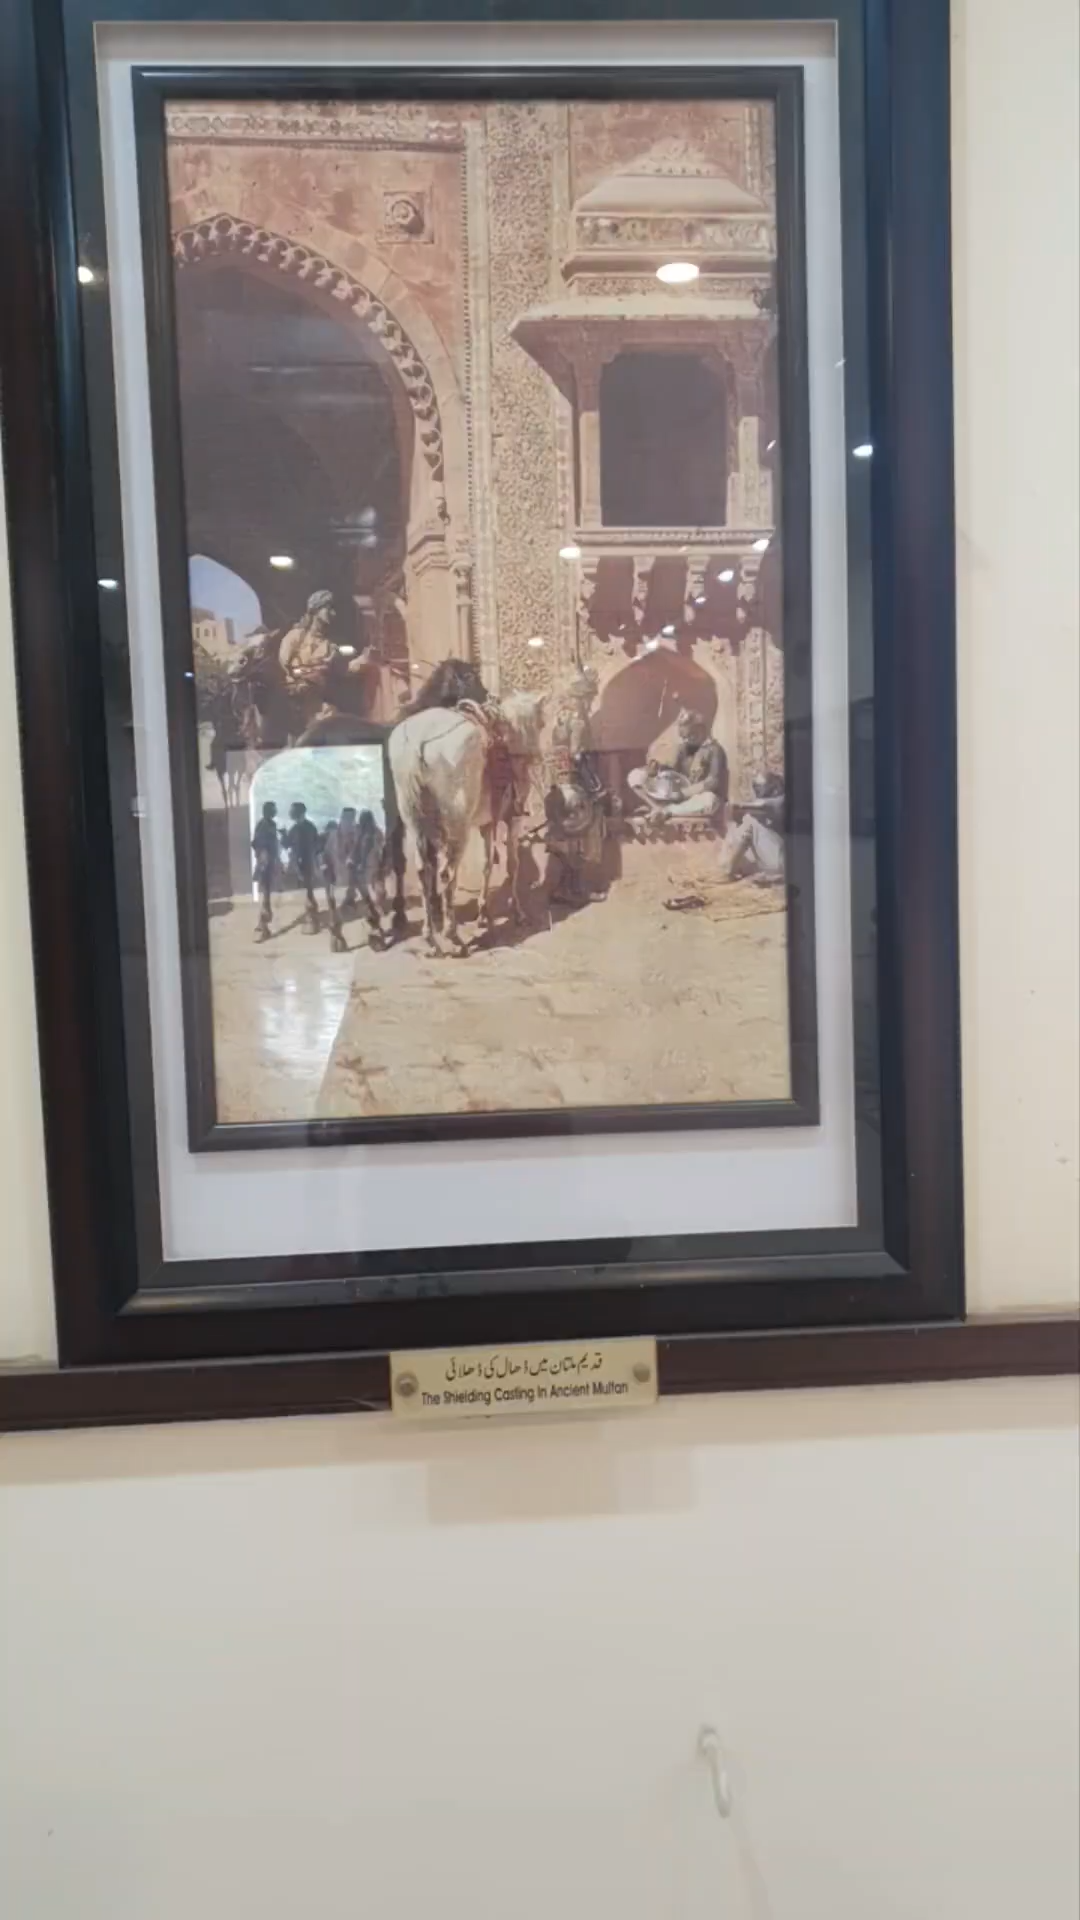 قدیم ملتان میں ڈھال کی ڈھلائی
The Shielding Casting In Ancient Multan